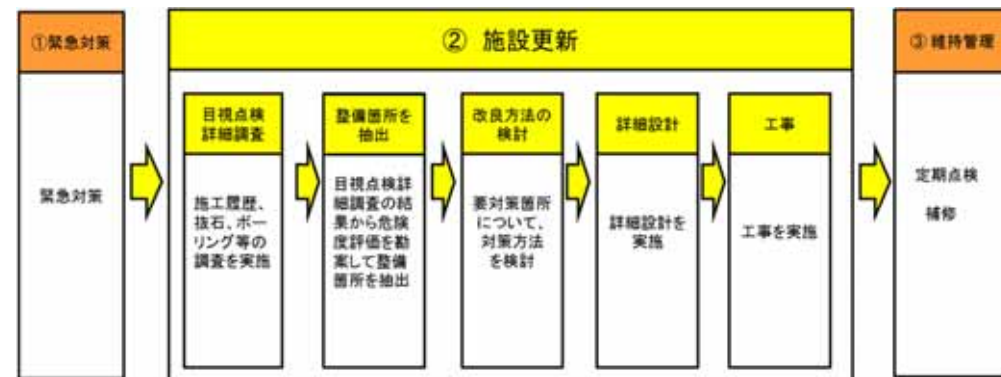 ①緊急対策
緊急対策
② 施設更新
目視点検
詳細調査
施工履歴、
抜石、ボー
リング等の
調査を実施
整備箇所を
抽出
目視点検詳
細調査の結
果から危険
度評価を勘
案して整備
箇所を抽出
改良方法の
検討
要対策箇所
について、
対策方法
を検討
詳細設計
詳細設計を
実施
工事
工事を実施
③ 維持管理
定期点検
補修